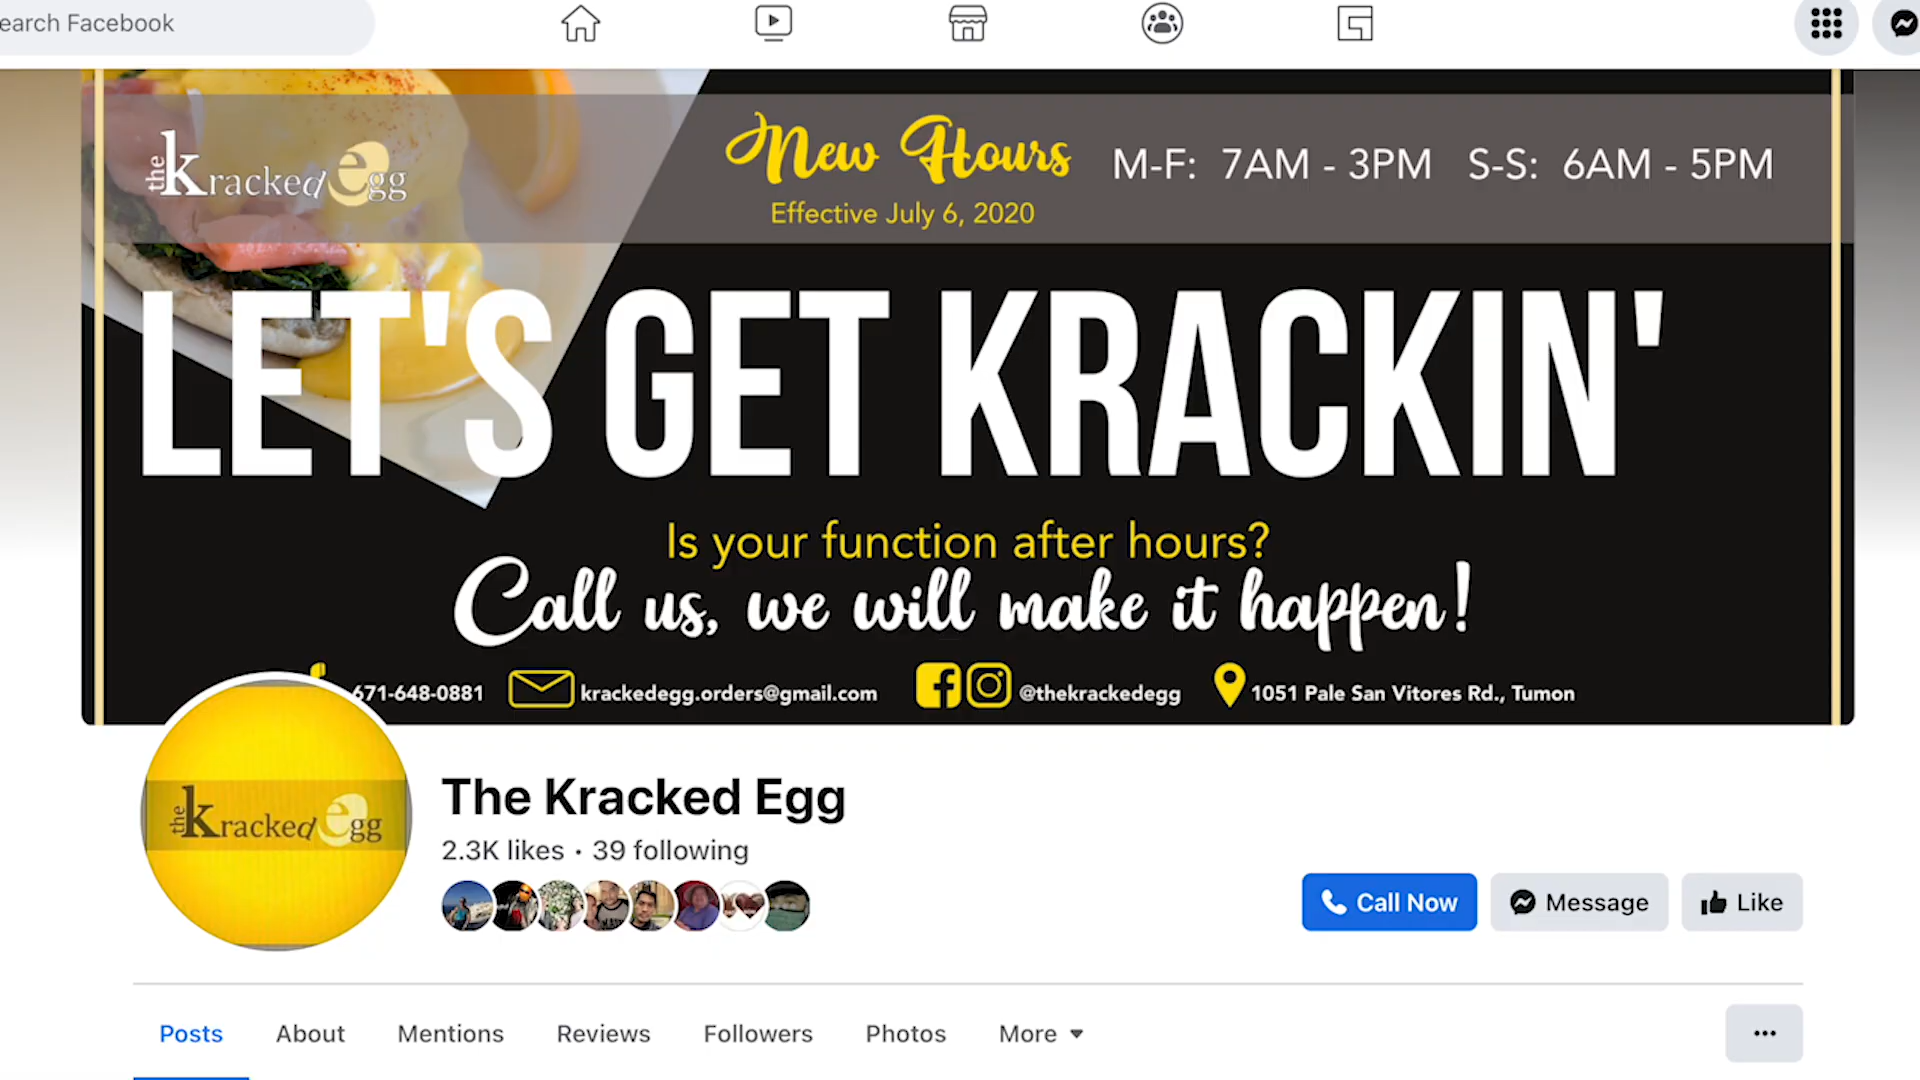 earch Facebook
the Kracked Egg
New Hours
Effective July 6, 2020
M-F: 7AM - 3PM S-S: 6AM - 5PM
LET'S GET KRACKIN'
Is your function after hours?
Call us, we will make it happen!
671-648-0881 krackedegg.orders@gmail.com @thekrackedegg 1051 Pale San Vitores Rd., Tumon
the Kracked Egg
The Kracked Egg
2.3K likes · 39 following
Call Now Message Like
Posts About Mentions Reviews Followers Photos More